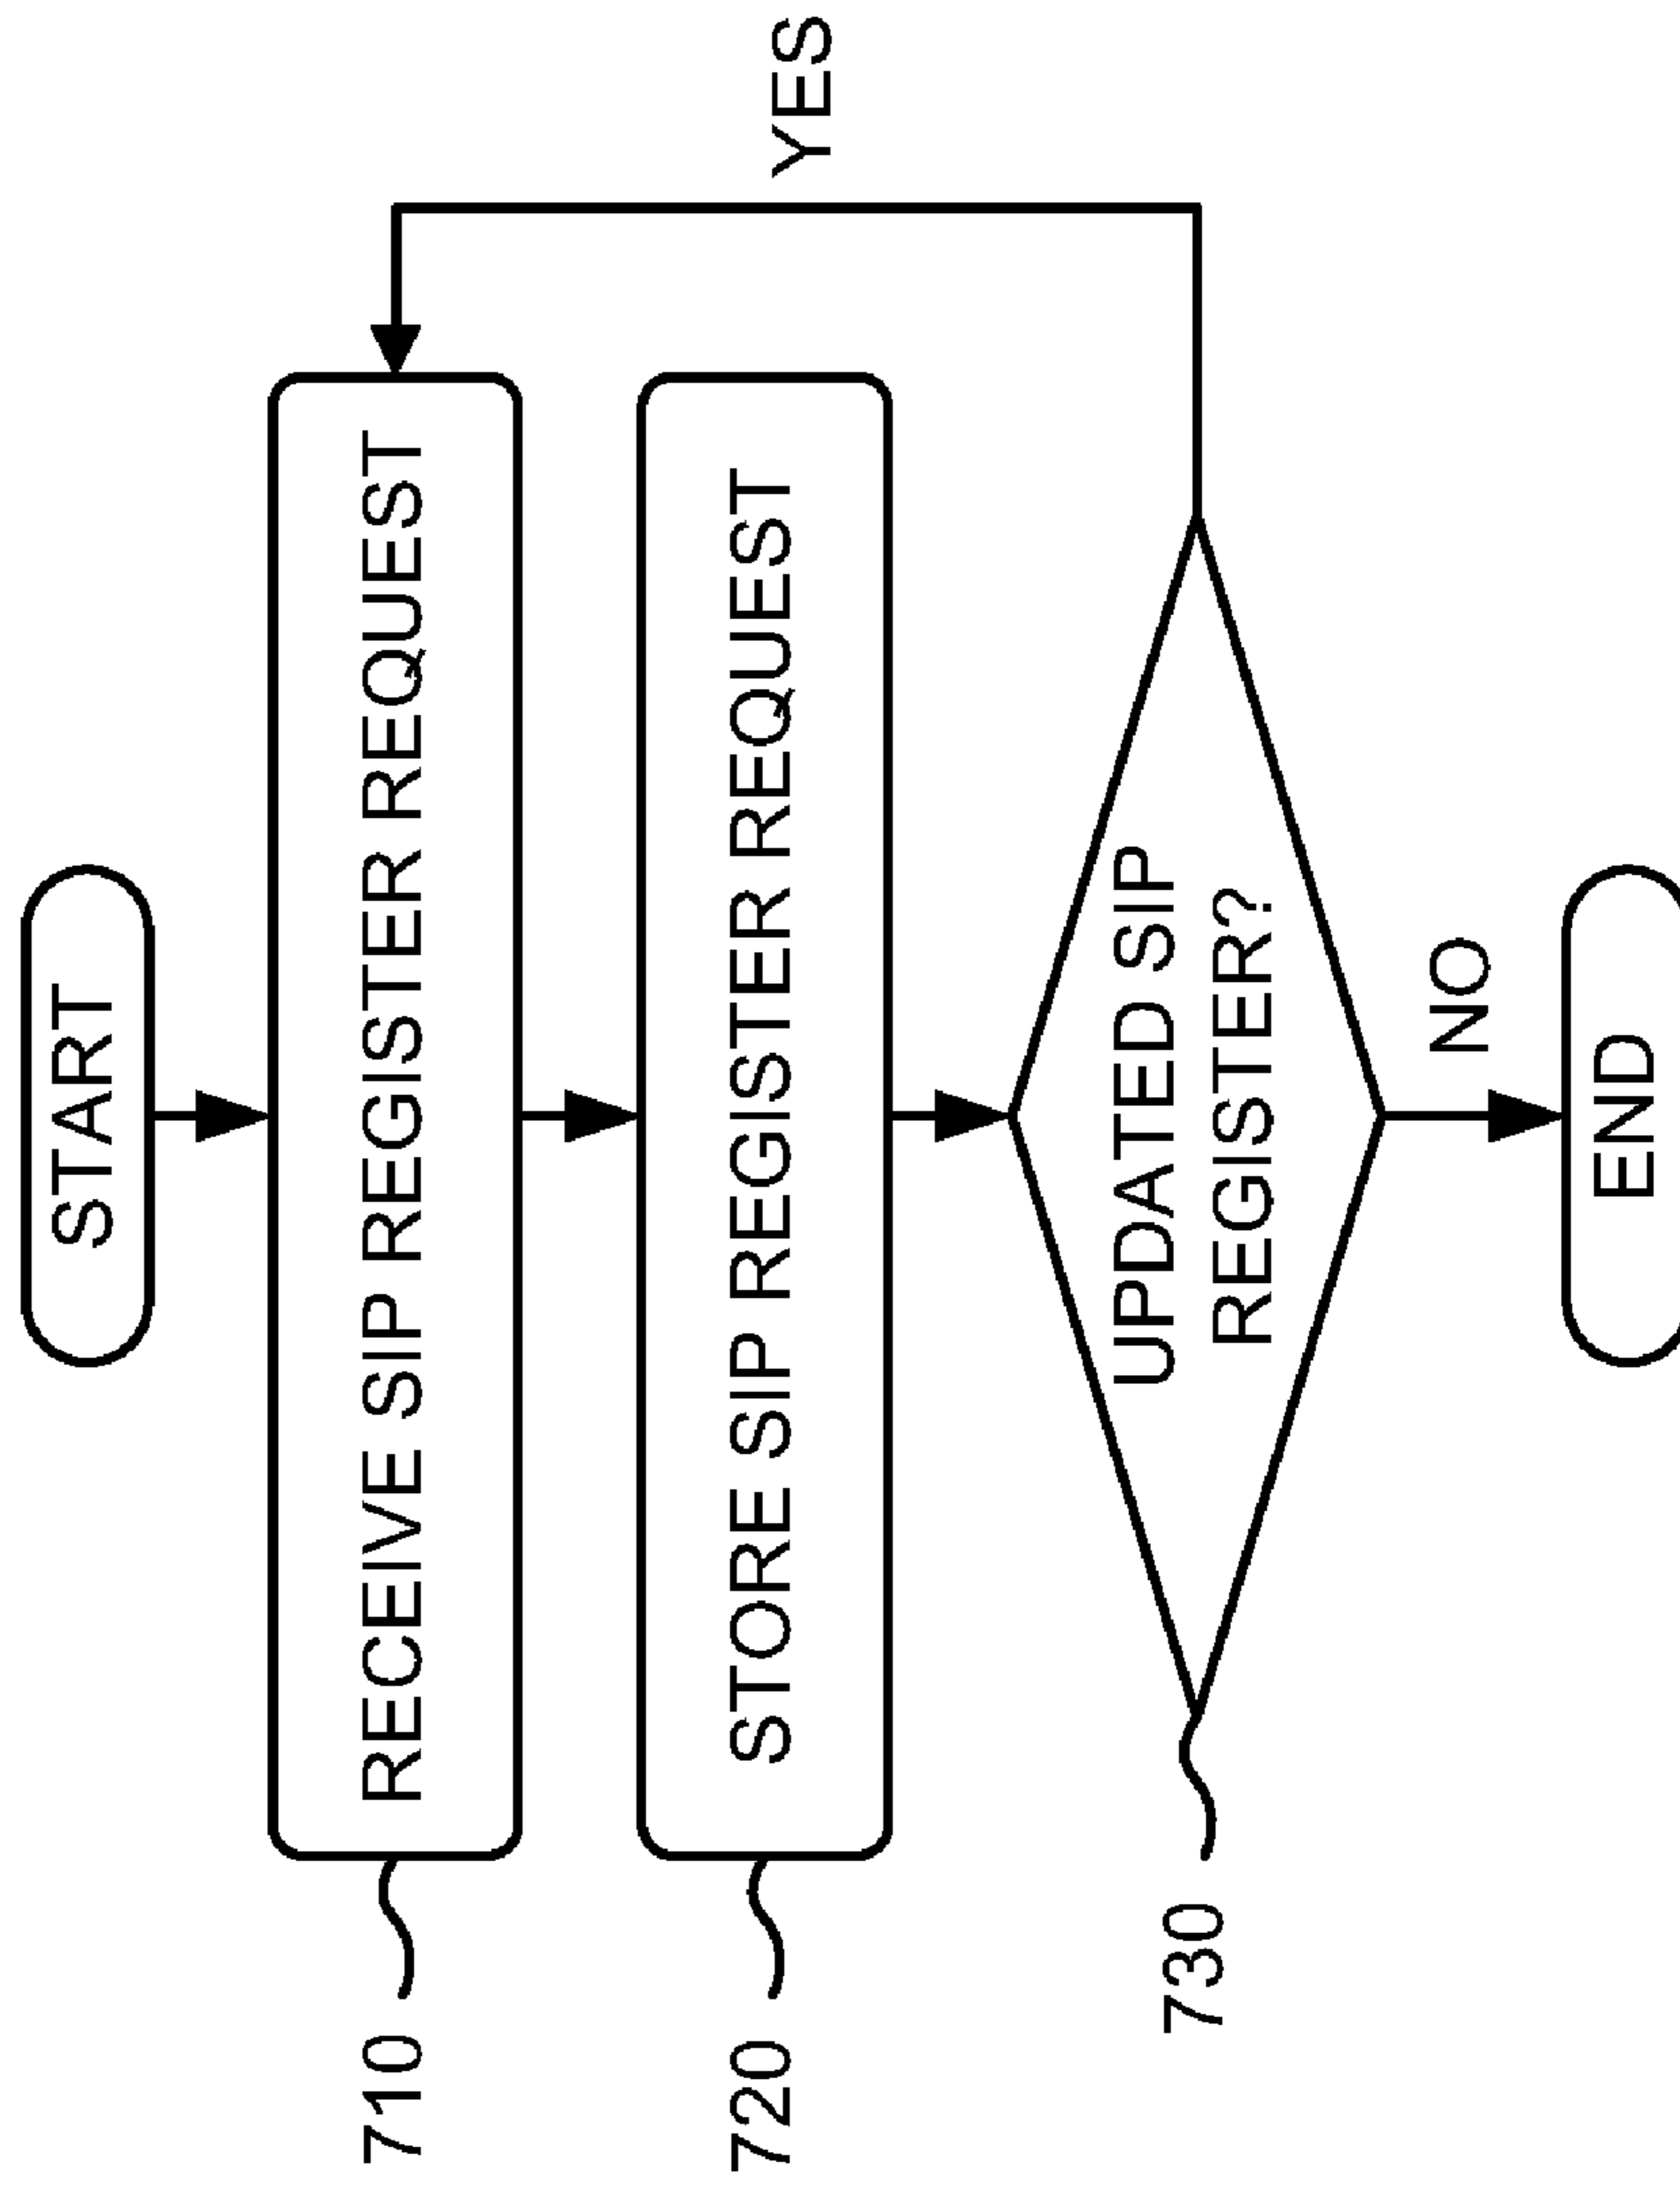 START
710
RECEIVE SIP REGISTER REQUEST
720
STORE SIP REGISTER REQUEST
YES
730
UPDATED SIP
REGISTER?
NO
END